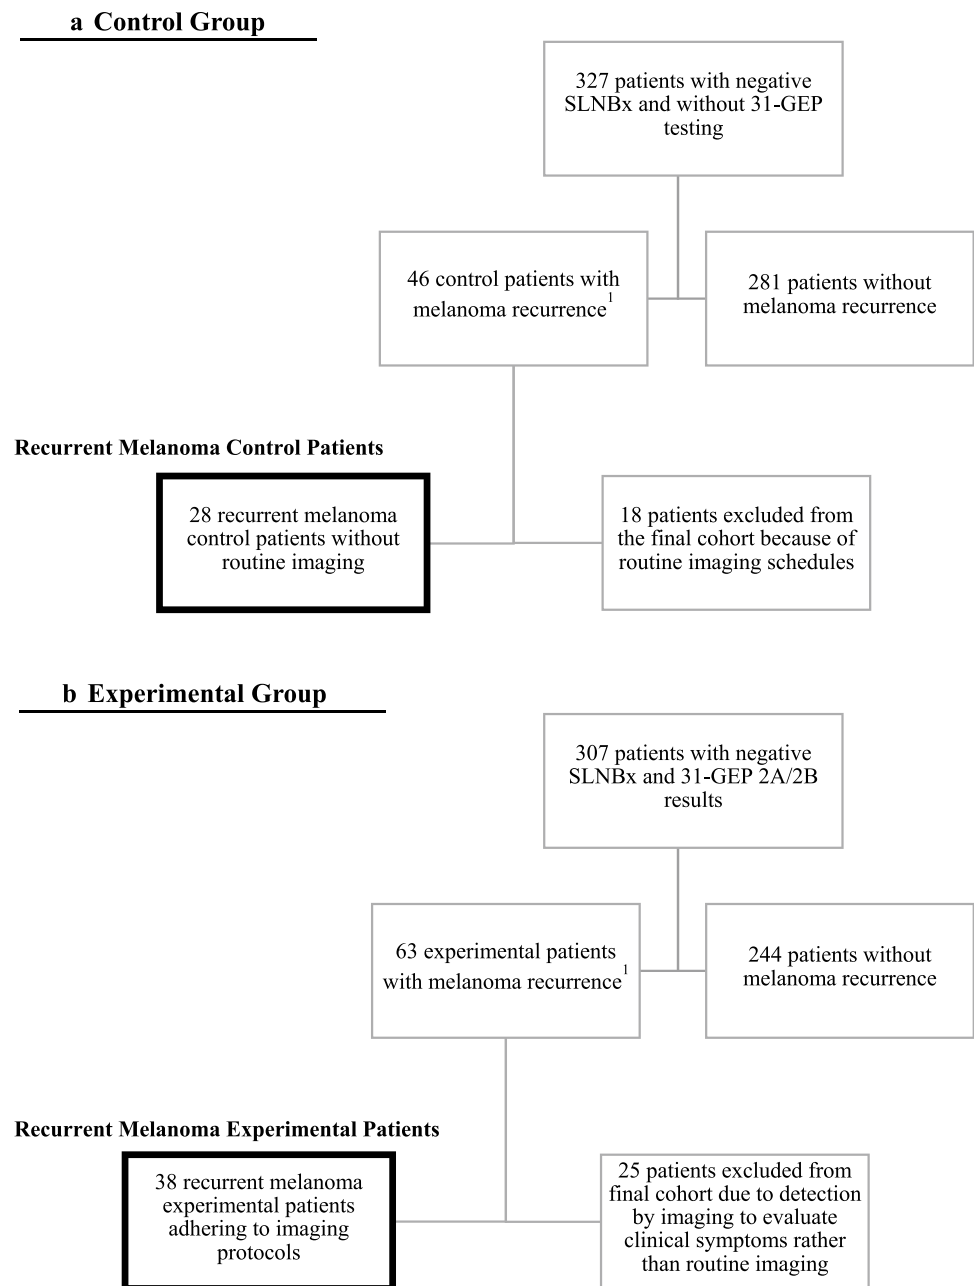 a Control Group
327 patients with negative
SLNBx and without 31-GEP
testing
46 control patients with
melanoma recurrence1
281 patients without
melanoma recurrence
Recurrent Melanoma Control Patients
28 recurrent melanoma
control patients without
routine imaging
18 patients excluded from
the final cohort because of
routine imaging schedules
b Experimental Group
307 patients with negative
SLNBx and 31-GEP 2A/2B
results
63 experimental patients
with melanoma recurrence1
244 patients without
melanoma recurrence
Recurrent Melanoma Experimental Patients
38 recurrent melanoma
experimental patients
adhering to imaging
protocols
25 patients excluded from
final cohort due to detection
by imaging to evaluate
clinical symptoms rather
than routine imaging